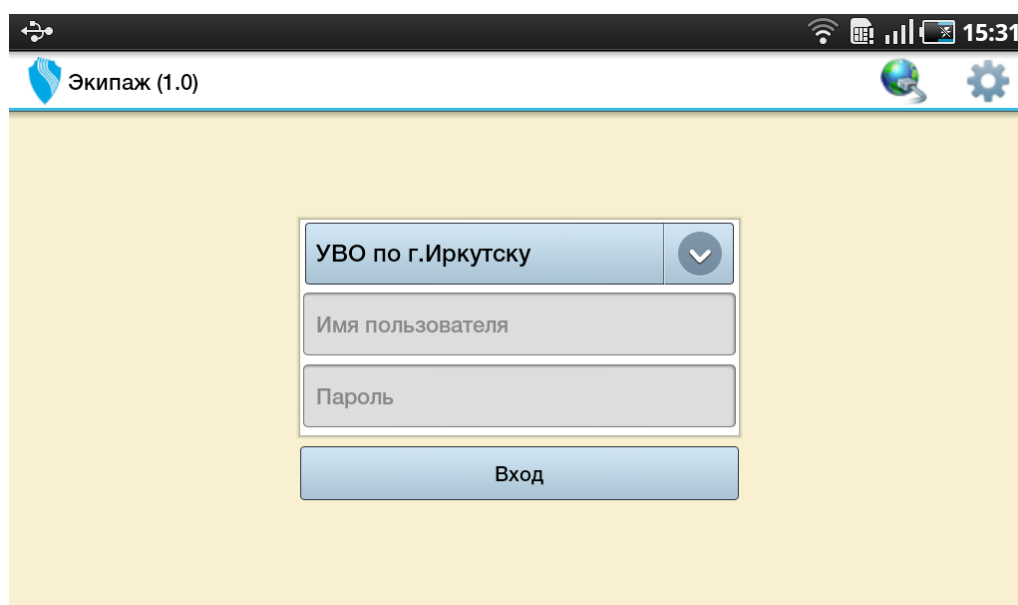 15:31
Экипаж (1.0)
УВО по г.Иркутску
Имя пользователя
Пароль
Вход